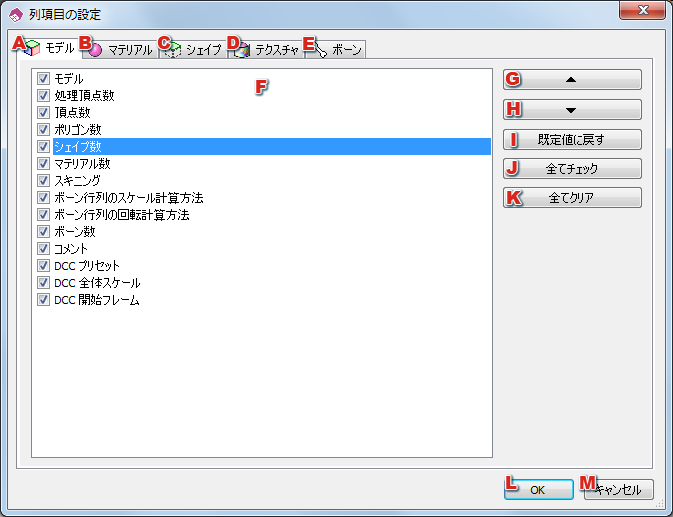 列項目の設定
A モデル B マテリアル C シェイプ D テクスチャ E ボーン
F
モデル
処理頂点数
頂点数
ポリゴン数
シェイプ数
マテリアル数
スキニング
ボーン行列のスケール計算方法
ボーン行列の回転計算方法
ボーン数
コメント
DCC プリセット
DCC 全体スケール
DCC 開始フレーム
G
H
I 既定値に戻す
J 全てチェック
K 全てクリア
L OK M キャンセル